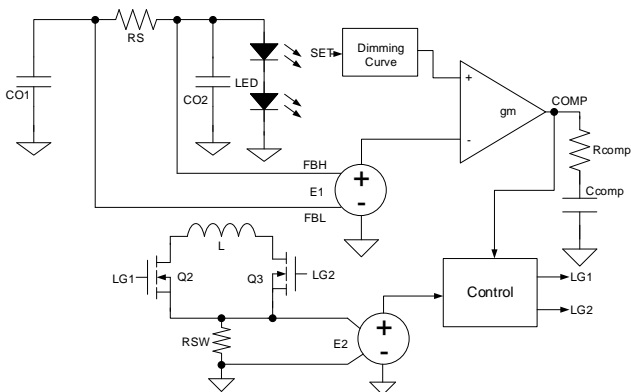 RS
SET
Dimming
Curve
CO1
CO2
LED
+
-
gm
COMP
Rcomp
Ccomp
FBH
E1
+
-
FBL
L
LG1
Q2
Q3
LG2
RSW
E2
+
-
Control
LG1
LG2